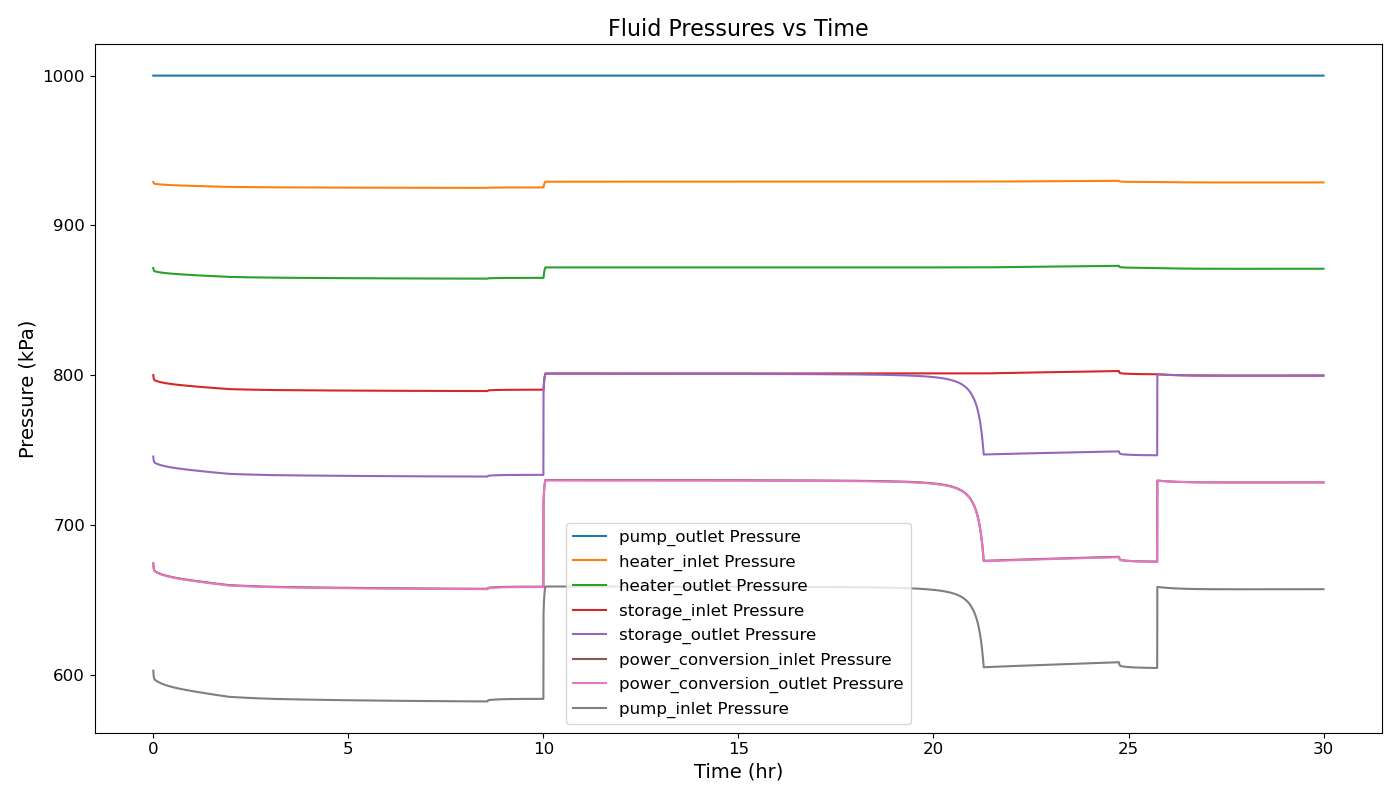 Fluid Pressures vs Time
1000
900
800
700
600
Pressure (kPa)
pump_outlet Pressure
heater_inlet Pressure
heater_outlet Pressure
storage_inlet Pressure
storage_outlet Pressure
power_conversion_inlet Pressure
power_conversion_outlet Pressure
pump_inlet Pressure
0 5 10 15 20 25 30
Time (hr)